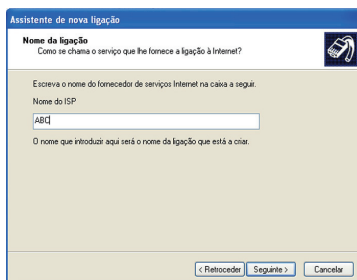 Assistente de nova ligação
Nome da ligação
Como se chama o serviço que lhe fornece a ligação à Internet?
Escreva o nome do fornecedor de serviços Internet na caixa a seguir.
Nome do ISP
ABC
O nome que introduzir aqui será o nome da ligação que está a criar.
< Retroceder Seguinte > Cancelar